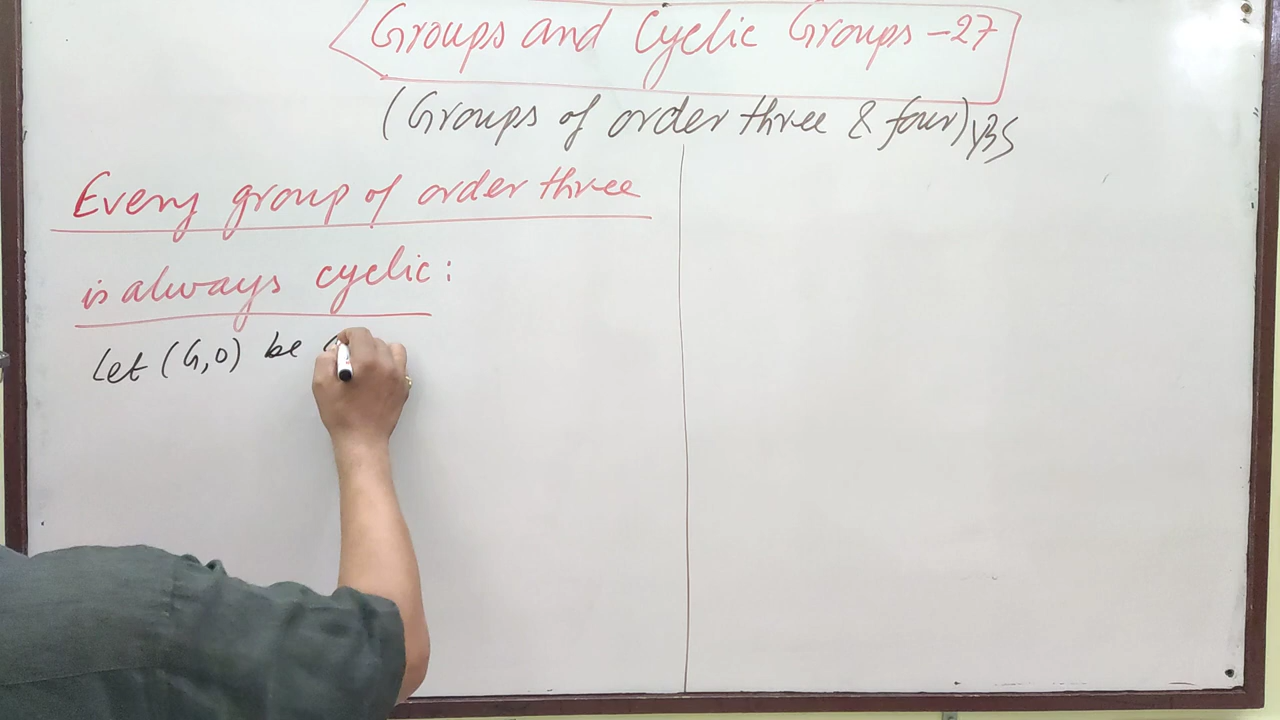 Groups and Cyclic Groups - 27
(Groups of order three & four) YBS
Every group of order three
is always cyclic :
Let (G,o) be